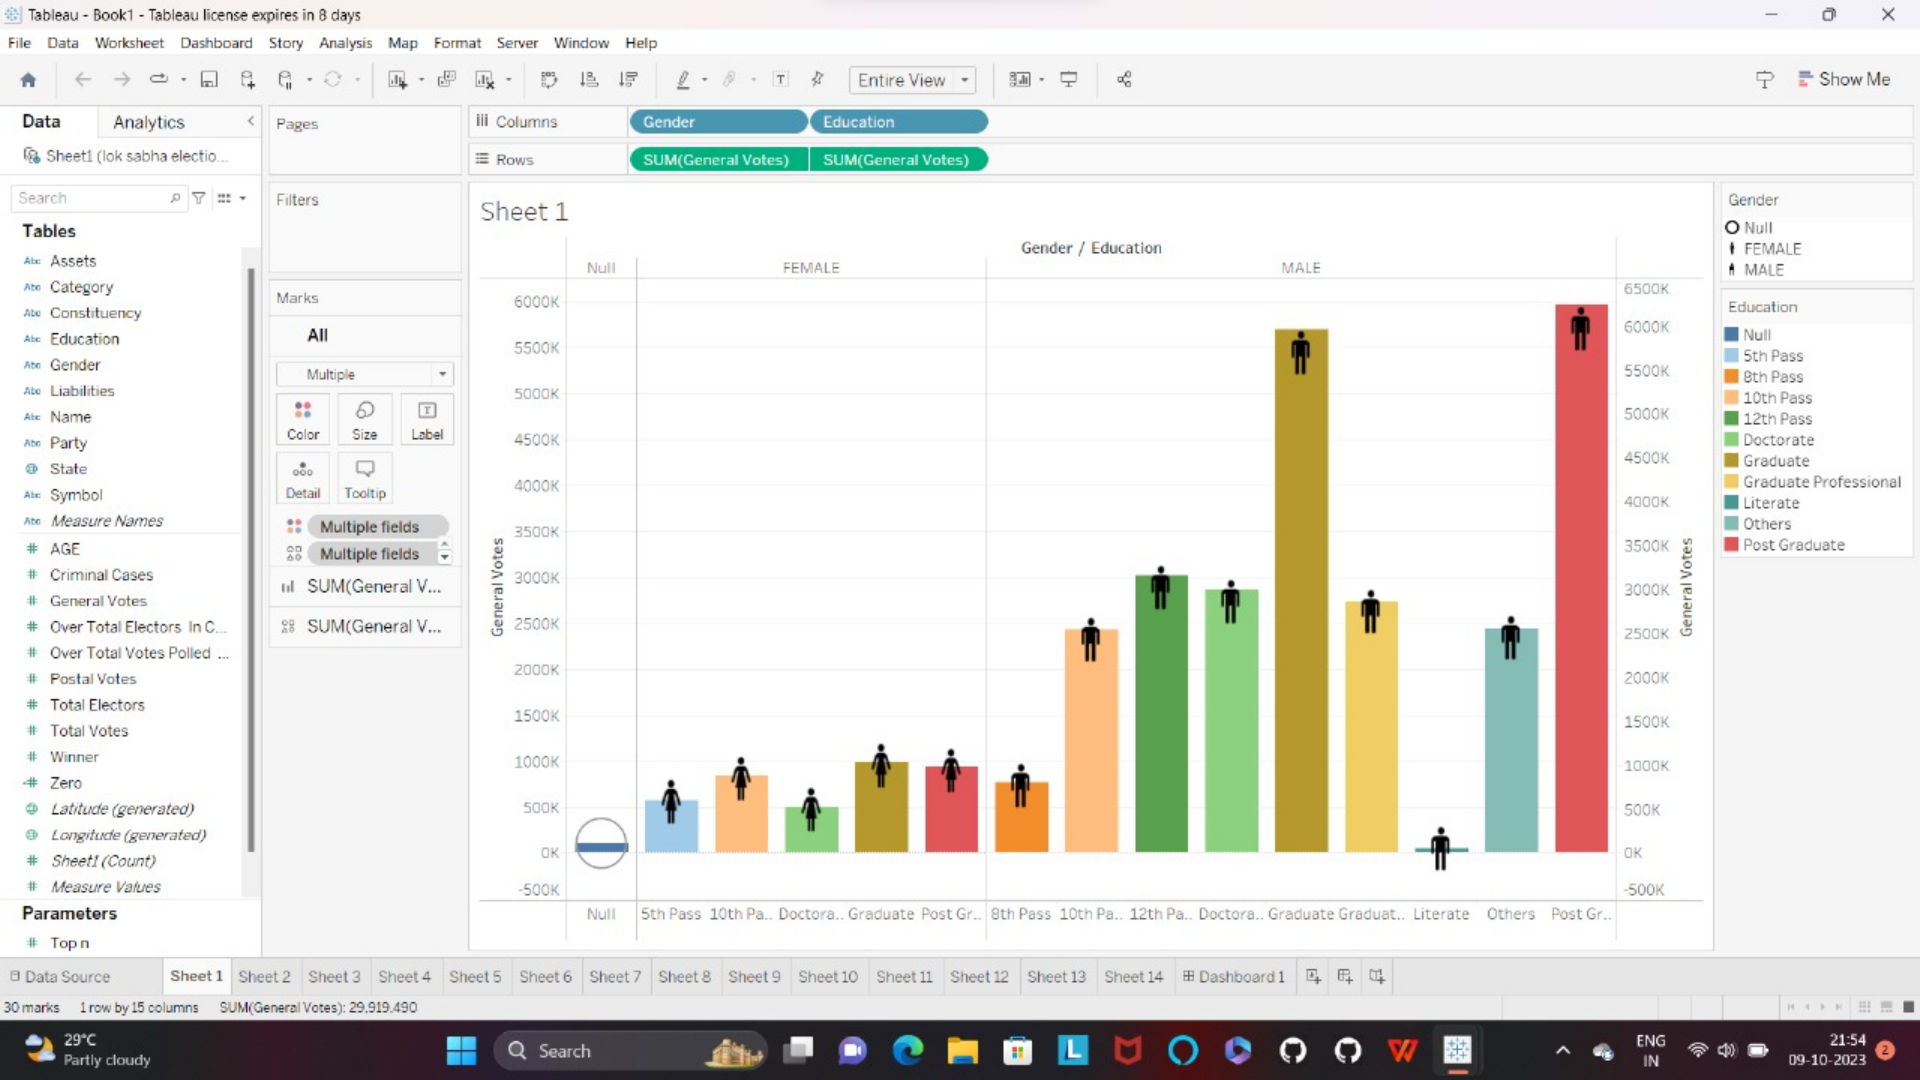 Tableau - Book1 - Tableau license expires in 8 days
File Data Worksheet Dashboard Story Analysis Map Format Server Window Help
Entire View
Show Me
Data
Analytics
Sheet1 (lok sabha electio...
Search
Tables
Abc Assets
Abc Category
Abc Constituency
Abc Education
Abc Gender
Abc Liabilities
Abc Name
Abc Party
State
Abc Symbol
Abc Measure Names
# AGE
# Criminal Cases
# General Votes
# Over Total Electors In C...
# Over Total Votes Polled ...
# Postal Votes
# Total Electors
# Total Votes
# Winner
# Zero
Latitude (generated)
Longitude (generated)
# Sheet1 (Count)
# Measure Values
Parameters
# Top n
Pages
Filters
Marks
All
Multiple
Color Size Label
Detail Tooltip
Multiple fields
Multiple fields
SUM(General V...
SUM(General V...
Columns Gender Education
Rows SUM(General Votes) SUM(General Votes)
Sheet 1
Gender / Education
Null FEMALE MALE
General Votes
6000K
5500K
5000K
4500K
4000K
3500K
3000K
2500K
2000K
1500K
1000K
500K
0K
-500K
6500K
6000K
5500K
5000K
4500K
4000K
3500K
3000K
2500K
2000K
1500K
1000K
500K
0K
-500K
General Votes
Null 5th Pass 10th Pa.. Doctora.. Graduate Post Gr.. 8th Pass 10th Pa.. 12th Pa.. Doctora.. Graduate Graduat.. Literate Others Post Gr..
Gender
Null
FEMALE
MALE
Education
Null
5th Pass
8th Pass
10th Pass
12th Pass
Doctorate
Graduate
Graduate Professional
Literate
Others
Post Graduate
Data Source Sheet 1 Sheet 2 Sheet 3 Sheet 4 Sheet 5 Sheet 6 Sheet 7 Sheet 8 Sheet 9 Sheet 10 Sheet 11 Sheet 12 Sheet 13 Sheet 14 Dashboard 1
30 marks 1 row by 15 columns SUM(General Votes): 29,919,490
29°C
Partly cloudy
Search
ENG
IN
21:54
09-10-2023
2